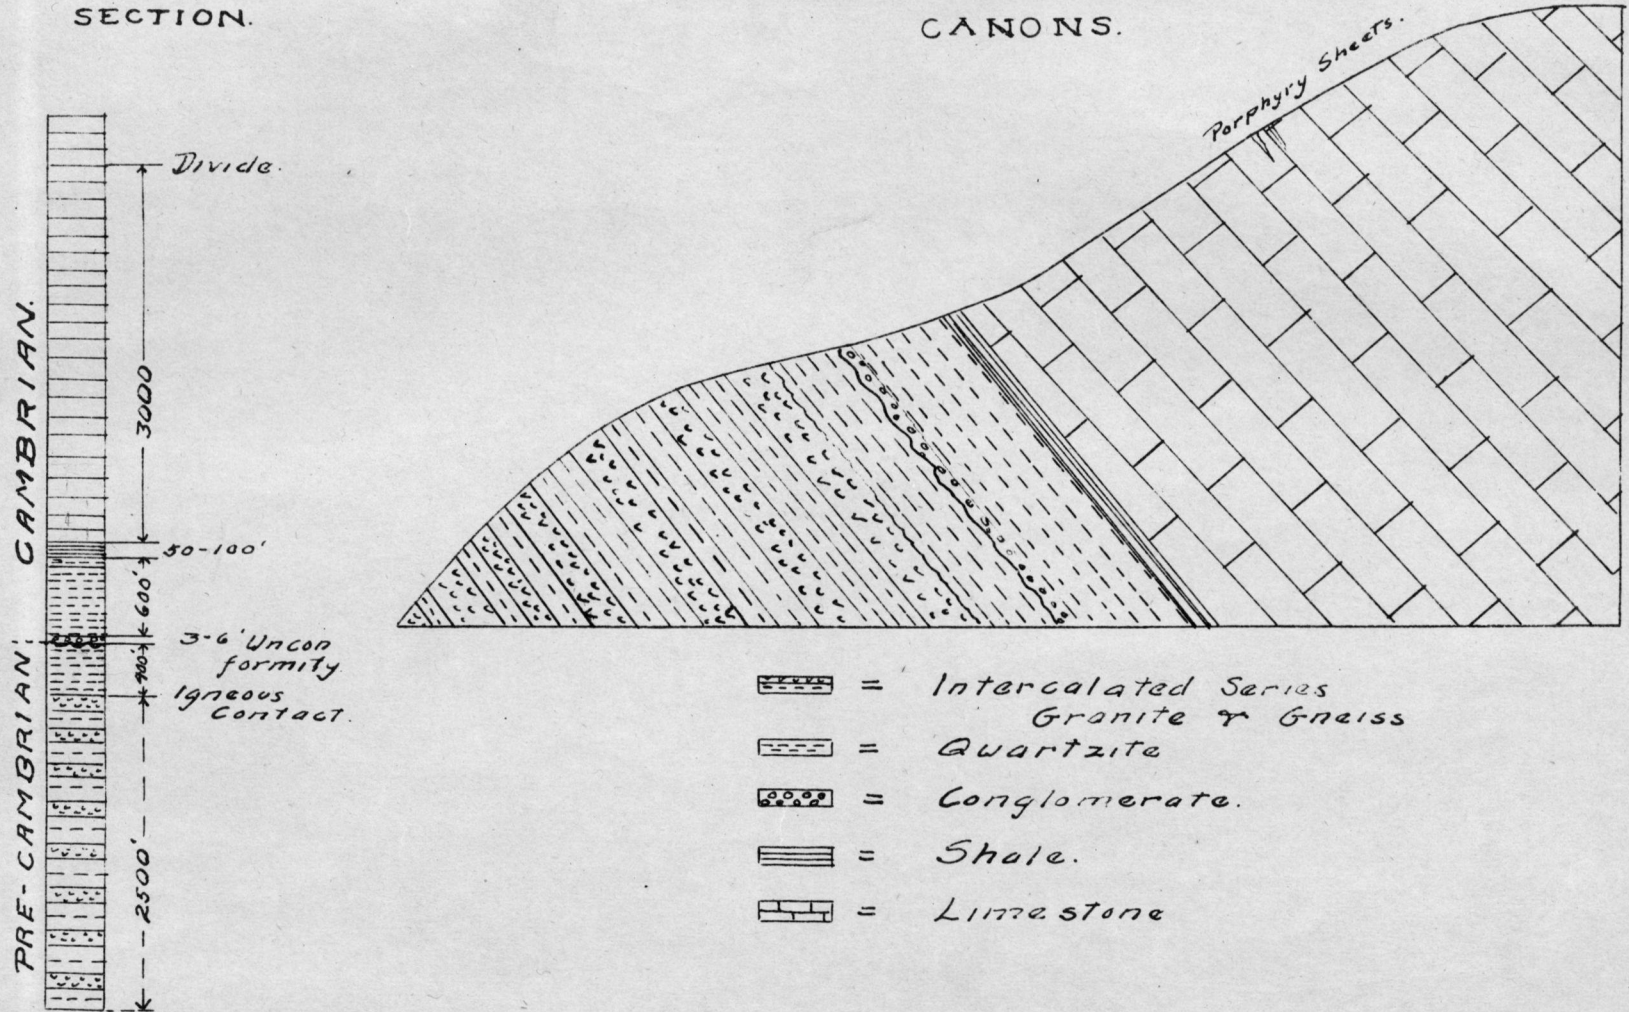 SECTION.
CANONS.
Porphyry Sheets.
Divide.
CAMBRIAN.
3000
50-100'
600'
3-6' Uncon
formity.
Igneous
Contact.
PRE-CAMBRIAN.
2500'
= Intercalated Series
Granite & Gneiss
= Quartzite
= Conglomerate.
= Shale.
= Limestone